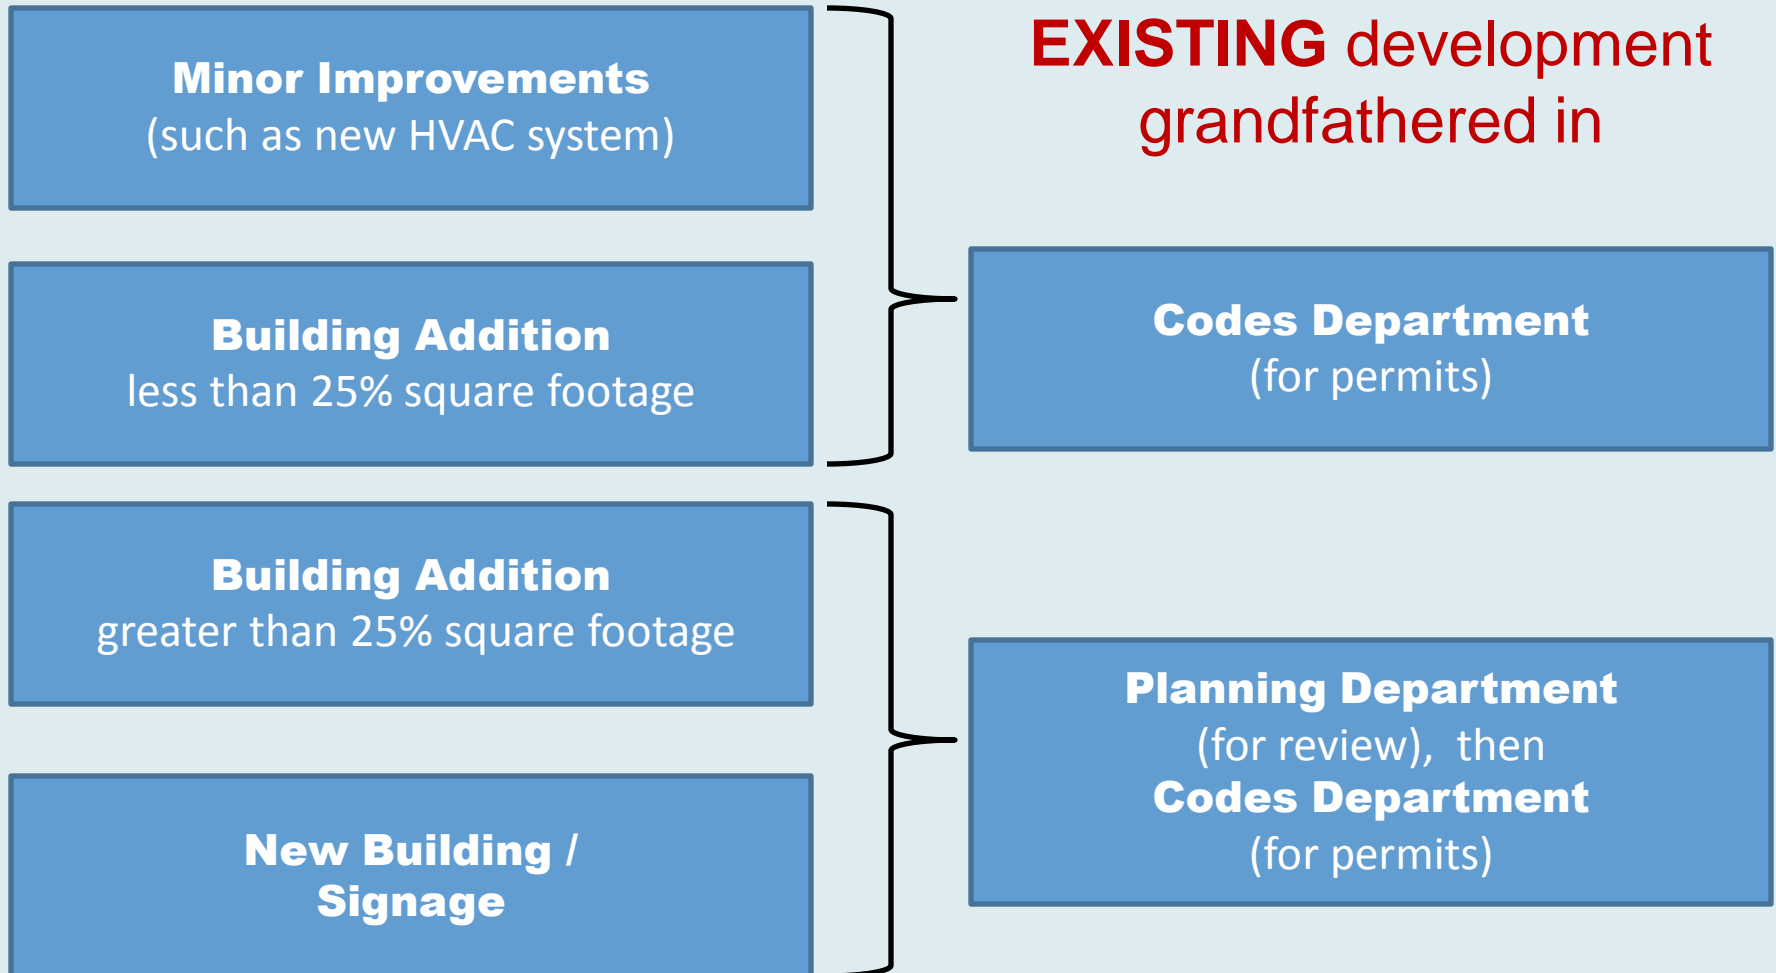 Minor Improvements
(such as new HVAC system)
Building Addition
less than 25% square footage
Building Addition
greater than 25% square footage
New Building /
Signage
EXISTING development
grandfathered in
Codes Department
(for permits)
Planning Department
(for review), then
Codes Department
(for permits)